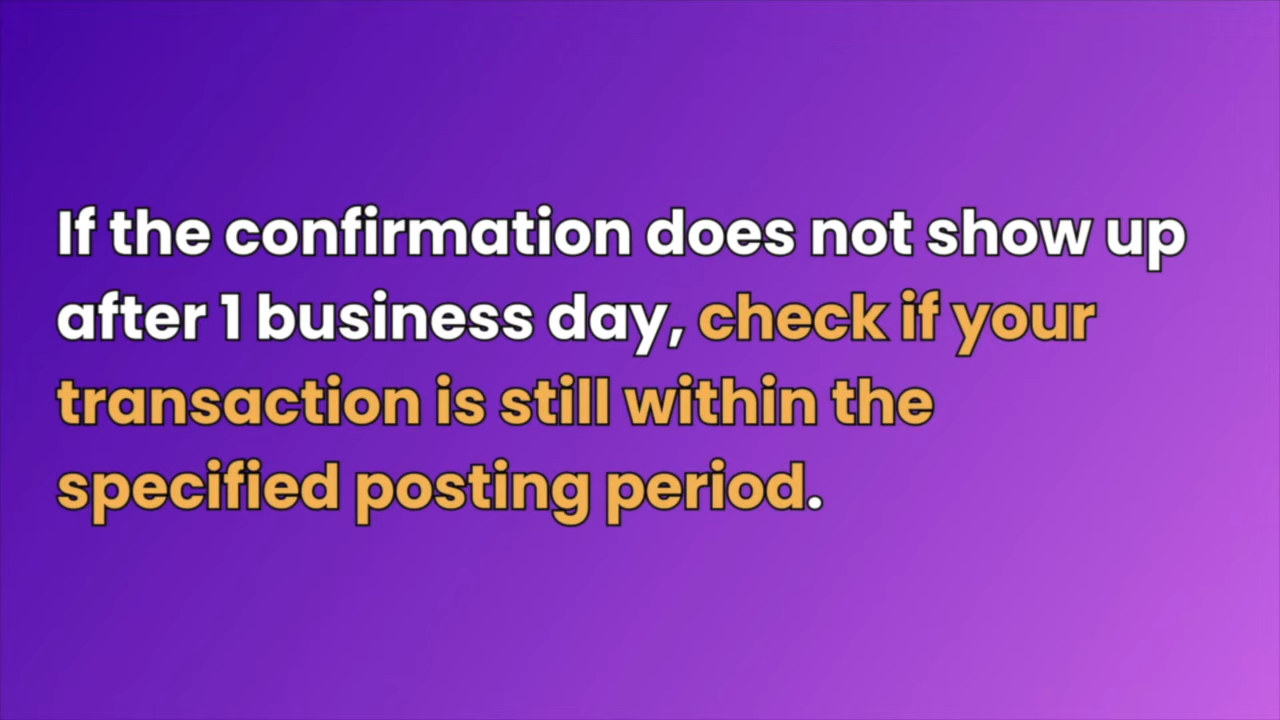 If the confirmation does not show up
after 1 business day, check if your
transaction is still within the
specified posting period.